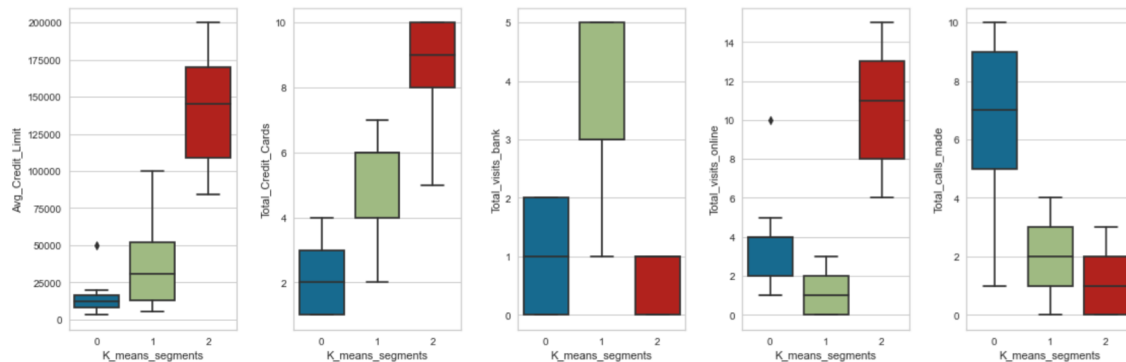 Avg_Credit_Limit
200000
175000
150000
125000
100000
75000
50000
25000
0
0 1 2
K_means_segments
Total_Credit_Cards
10
8
6
4
2
0 1 2
K_means_segments
Total_visits_bank
5
4
3
2
1
0
0 1 2
K_means_segments
Total_visits_online
14
12
10
8
6
4
2
0
0 1 2
K_means_segments
Total_calls_made
10
8
6
4
2
0
0 1 2
K_means_segments